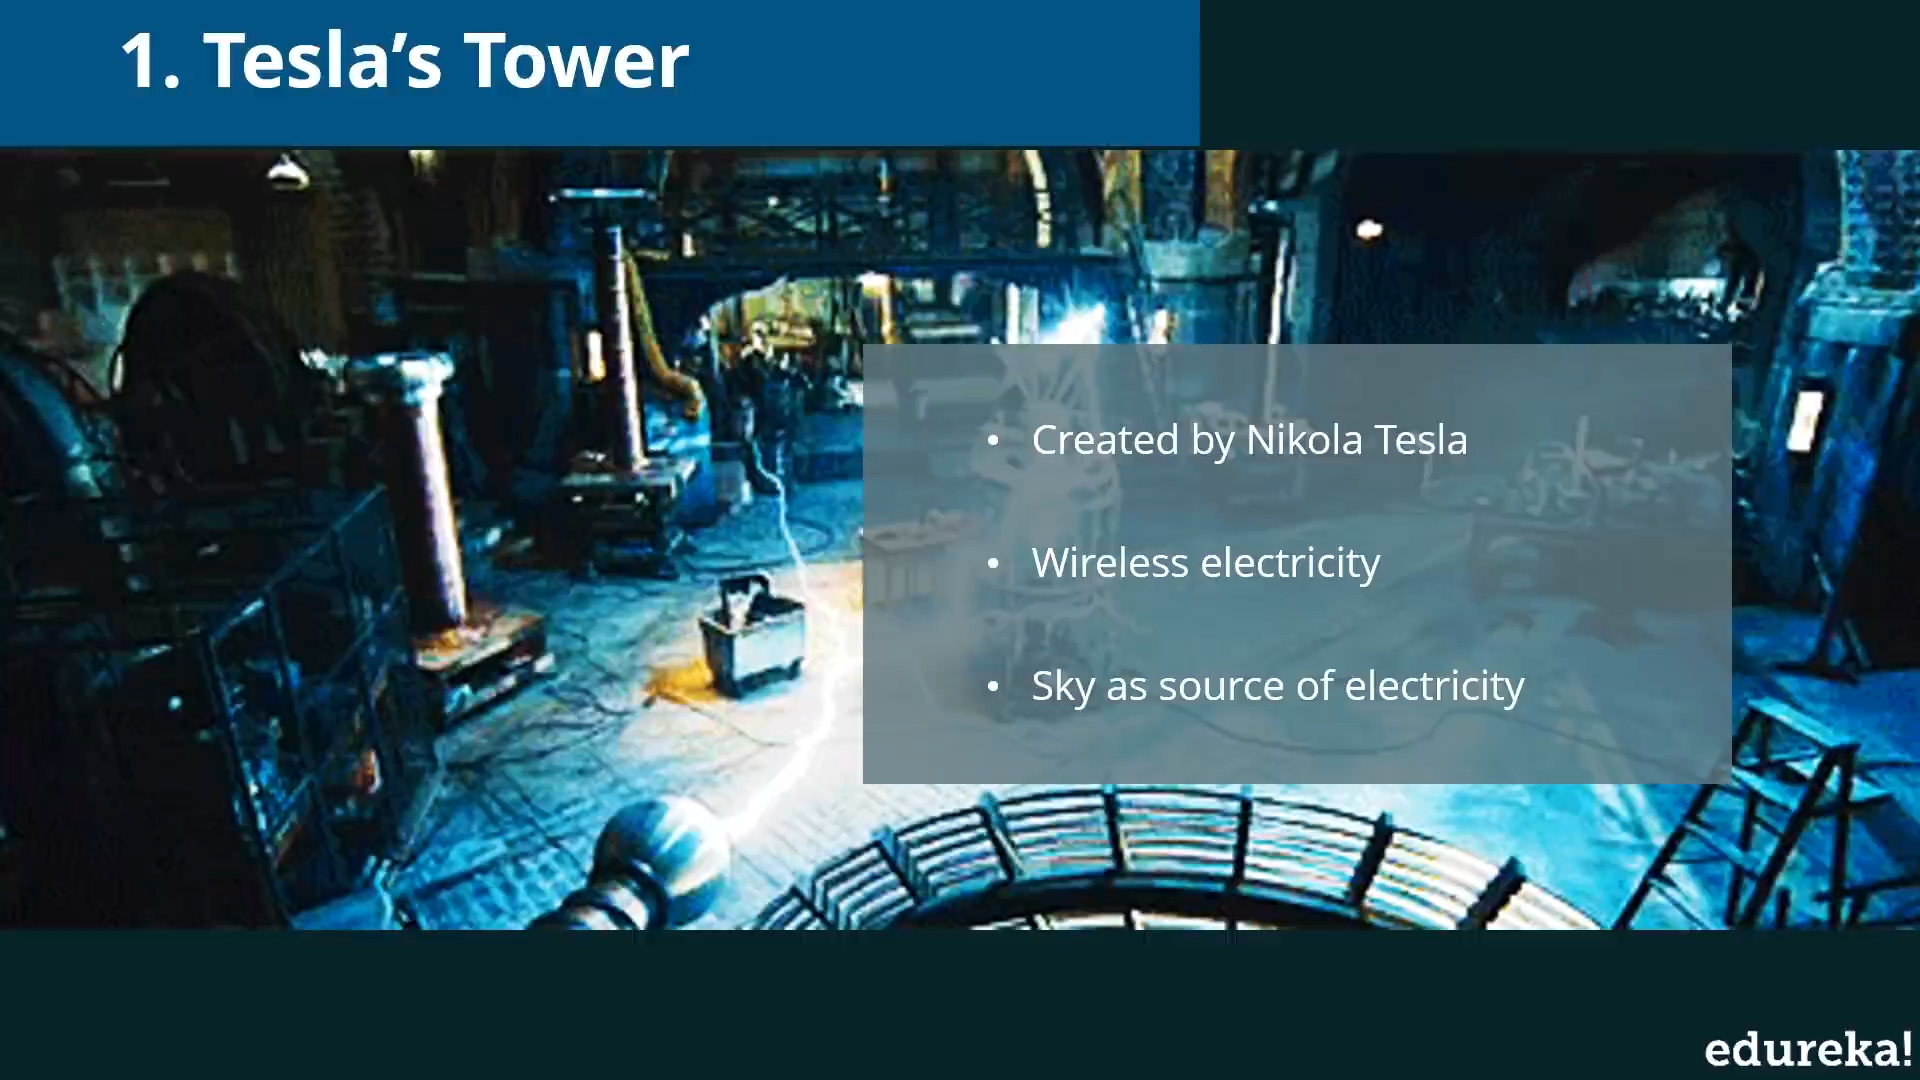 1. Tesla’s Tower
• Created by Nikola Tesla
• Wireless electricity
• Sky as source of electricity
edureka!